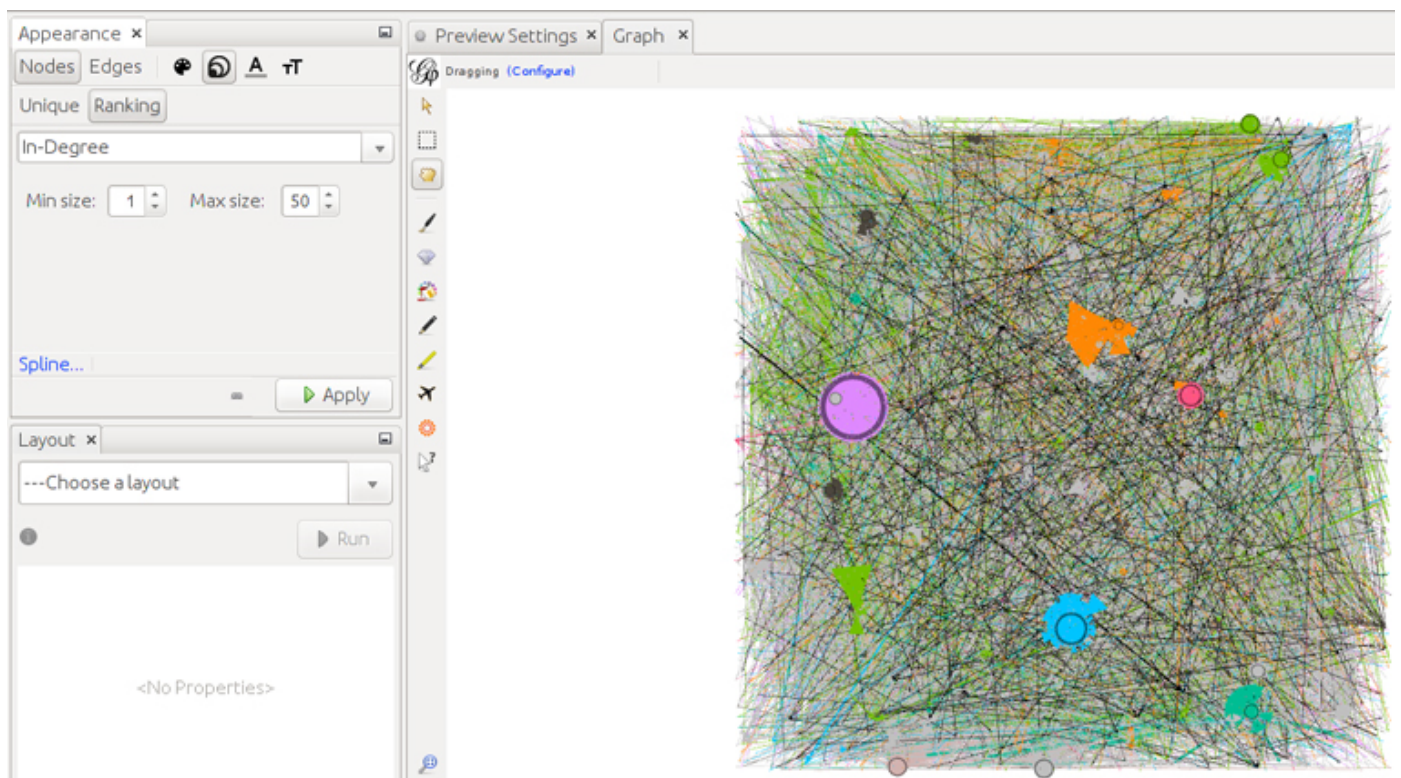 Appearance
Preview Settings Graph
Nodes Edges A TT
Dragging (Configure)
Unique Ranking
In-Degree
Min size: 1 Max size: 50
Spline...
Apply
Layout
---Choose a layout
Run
<No Properties>